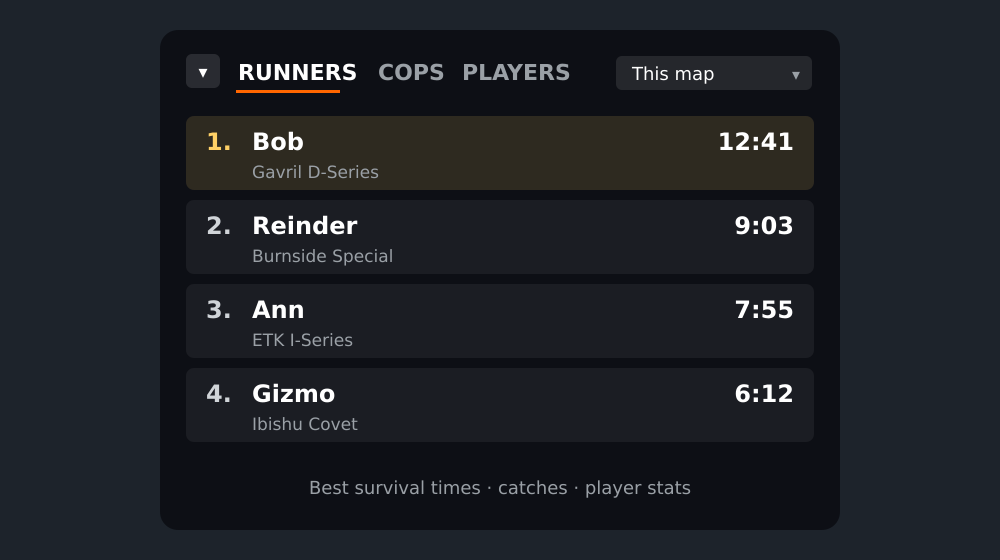 ▼ RUNNERS COPS PLAYERS This map ▾
1. Bob 12:41
Gavril D-Series
2. Reinder 9:03
Burnside Special
3. Ann 7:55
ETK I-Series
4. Gizmo 6:12
Ibishu Covet
Best survival times · catches · player stats